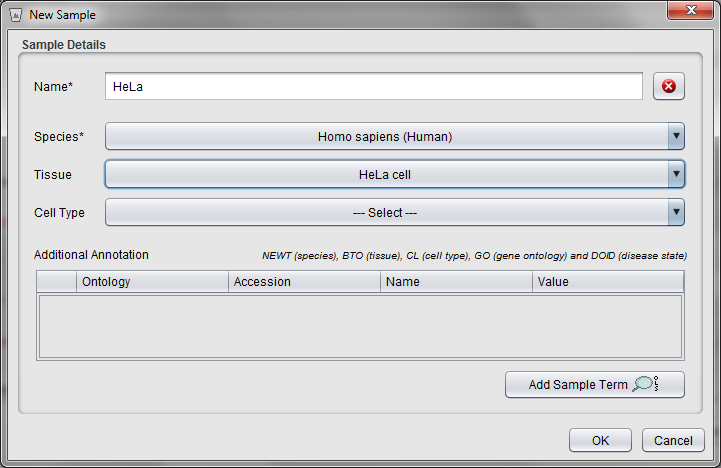 New Sample
Sample Details
Name* HeLa
Species* Homo sapiens (Human)
Tissue HeLa cell
Cell Type --- Select ---
Additional Annotation NEWT (species), BTO (tissue), CL (cell type), GO (gene ontology) and DOID (disease state)
Ontology Accession Name Value
Add Sample Term OLS
OK Cancel